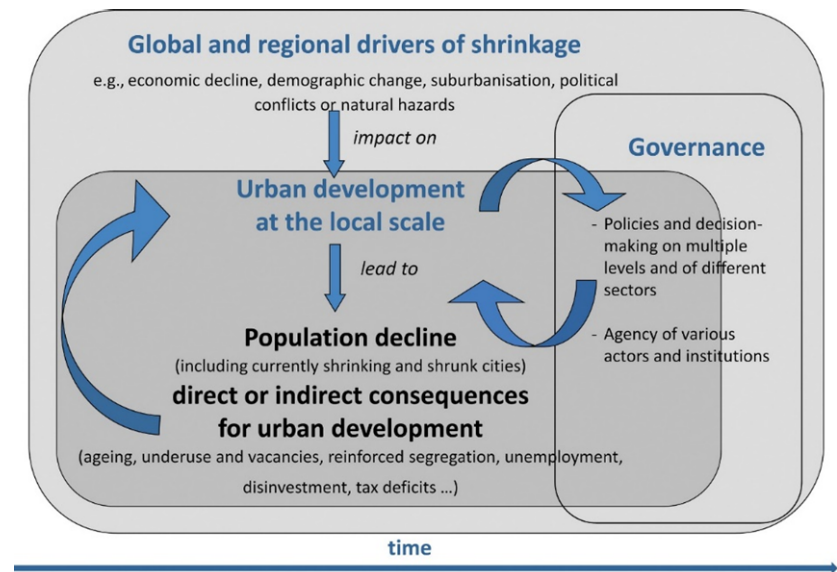 Global and regional drivers of shrinkage
e.g., economic decline, demographic change, suburbanisation, political
conflicts or natural hazards
impact on
Governance
Urban development
at the local scale
- Policies and decision-
making on multiple
levels and of different
sectors
lead to
- Agency of various
actors and institutions
Population decline
(including currently shrinking and shrunk cities)
direct or indirect consequences
for urban development
(ageing, underuse and vacancies, reinforced segregation, unemployment,
disinvestment, tax deficits ...)
time